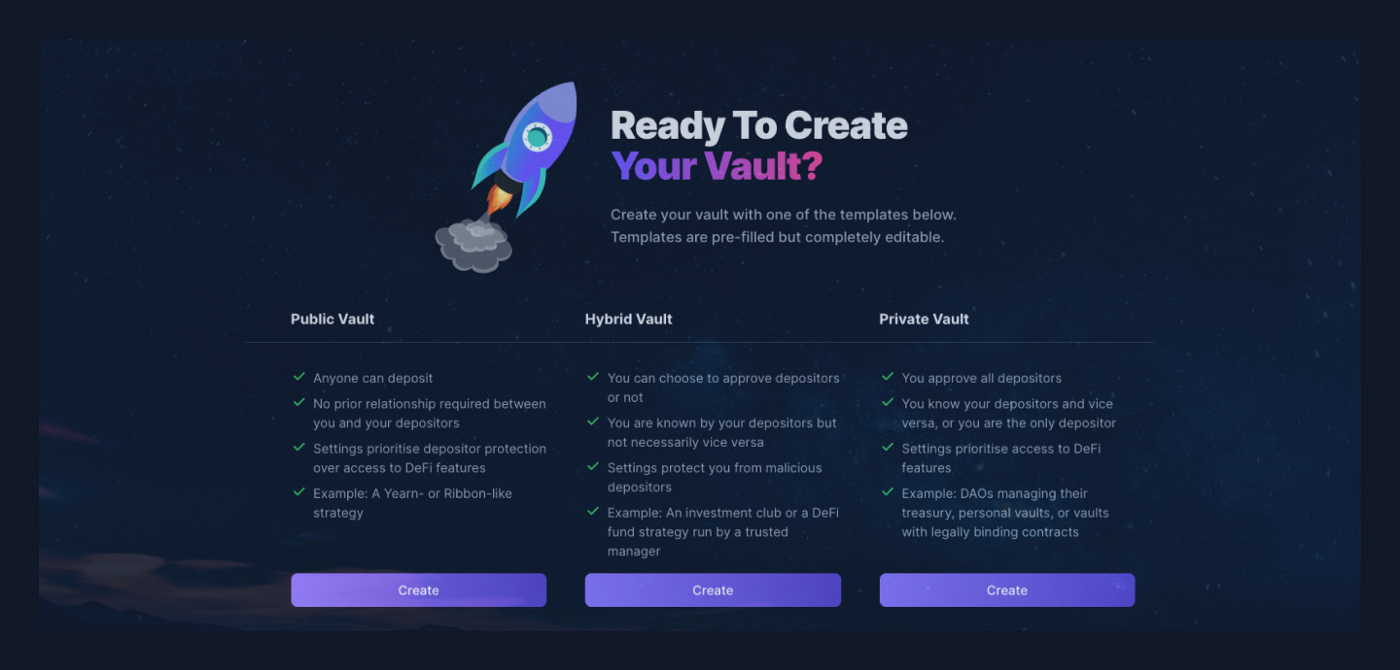 Ready To Create
Your Vault?
Create your vault with one of the templates below.
Templates are pre-filled but completely editable.
Public Vault
Anyone can deposit
No prior relationship required between
you and your depositors
Settings prioritise depositor protection
over access to DeFi features
Example: A Yearn- or Ribbon-like
strategy
Create
Hybrid Vault
You can choose to approve depositors
or not
You are known by your depositors but
not necessarily vice versa
Settings protect you from malicious
depositors
Example: An investment club or a DeFi
fund strategy run by a trusted
manager
Create
Private Vault
You approve all depositors
You know your depositors and vice
versa, or you are the only depositor
Settings prioritise access to DeFi
features
Example: DAOs managing their
treasury, personal vaults, or vaults
with legally binding contracts
Create